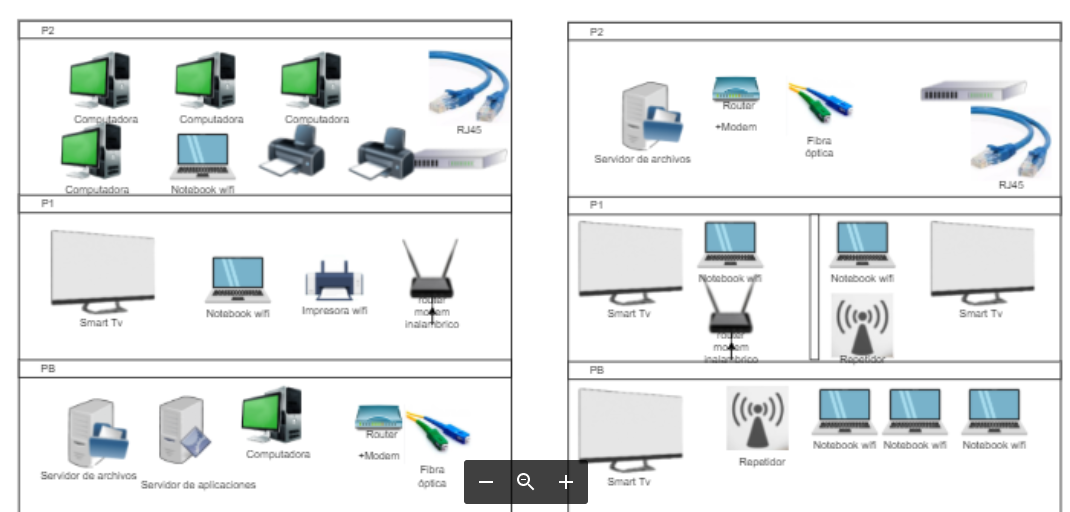 P2
Computadora
Computadora
Computadora
RJ45
Computadora
Notebook wifi
P1
Smart Tv
Notebook wifi
Impresora wifi
router
modem
inalambrico
PB
Servidor de archivos
Servidor de aplicaciones
Computadora
Router
+Modem
Fibra
óptica
P2
Servidor de archivos
Router
+Modem
Fibra
óptica
RJ45
P1
Smart Tv
Notebook wifi
router
modem
inalambrico
Notebook wifi
Repetidor
Smart Tv
PB
Smart Tv
Repetidor
Notebook wifi
Notebook wifi
Notebook wifi